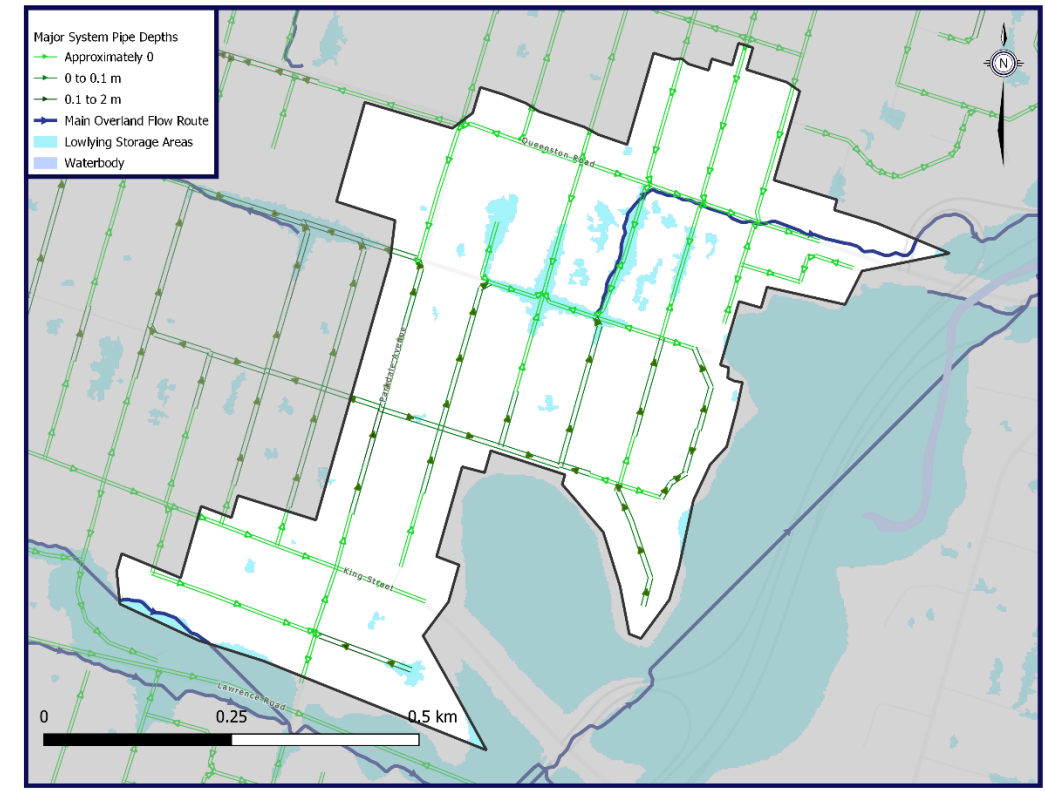 Major System Pipe Depths
Approximately 0
0 to 0.1 m
0.1 to 2 m
Main Overland Flow Route
Lowlying Storage Areas
Waterbody
N
Queenston Road
Parkdale Avenue
King Street
Lawrence Road
0 0.25 0.5 km